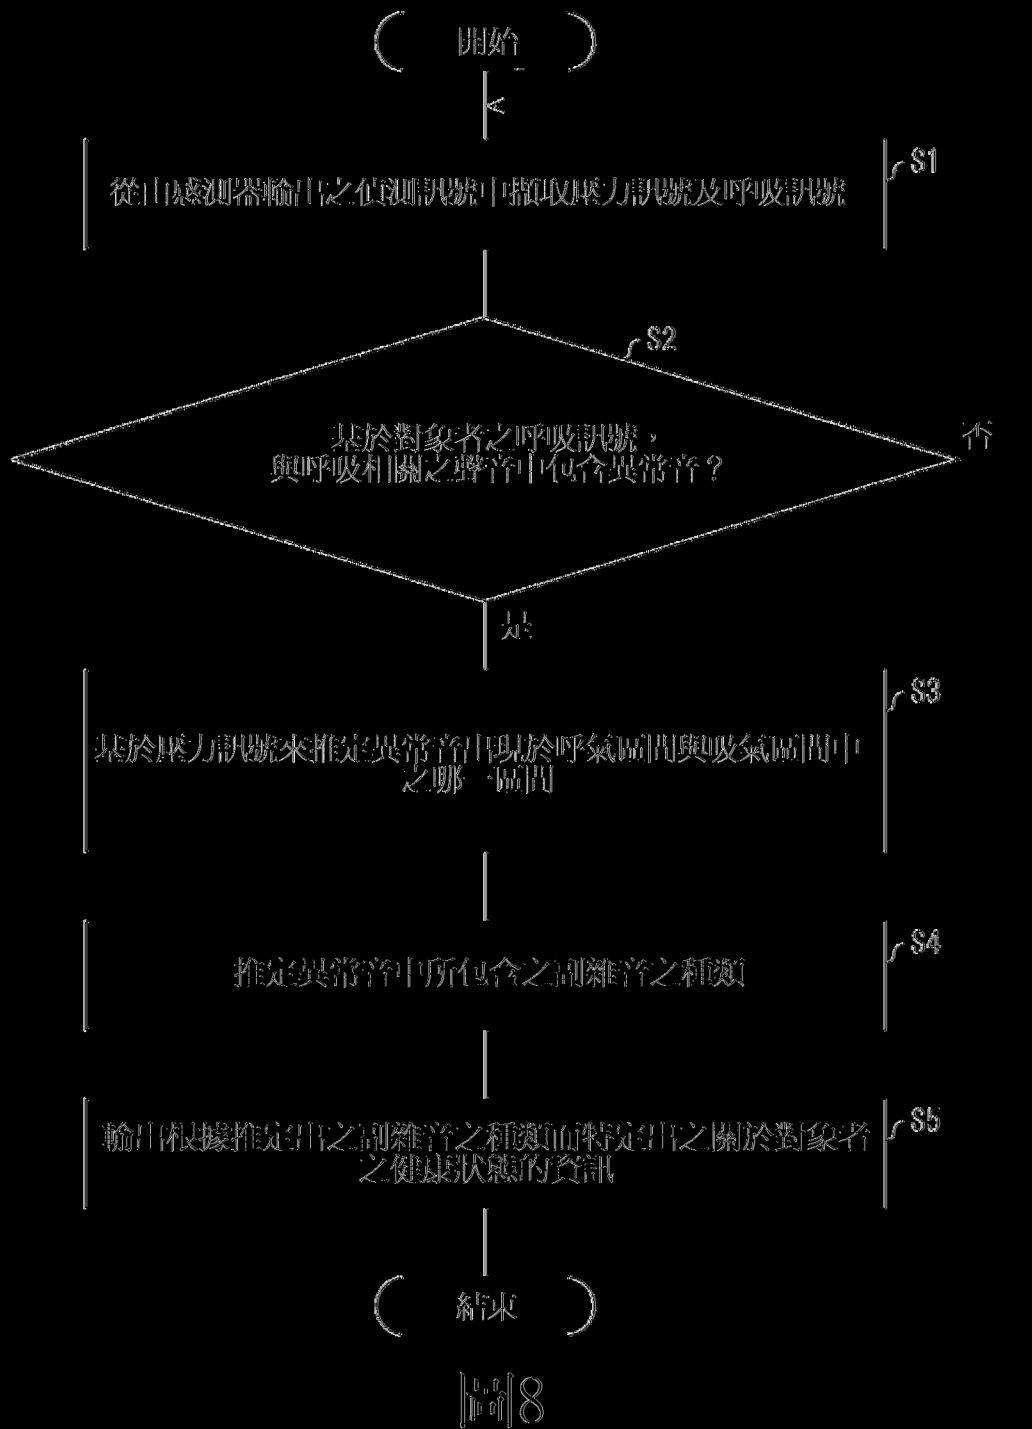 開始
S1
從由感測器輸出之偵測訊號中擷取壓力訊號及呼吸訊號
S2
基於對象者之呼吸訊號，
與呼吸相關之聲音中包含異常音？
否
是
S3
基於壓力訊號來推定異常音出現於呼氣區間與吸氣區間中
之哪一區間
S4
推定異常音中所包含之副雜音之種類
S5
輸出根據推定出之副雜音之種類而特定出之關於對象者
之健康狀態的資訊
結束
圖8